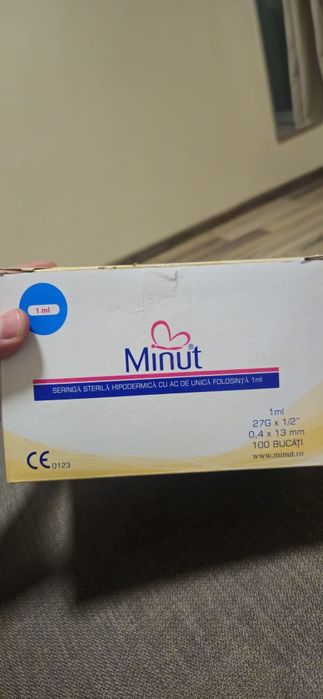 1 ml
Minut®
SERINGĂ STERILĂ HIPODERMICĂ CU AC DE UNICĂ FOLOSINȚĂ 1ml
1ml
27G x 1/2"
0,4 x 13 mm
100 BUCĂȚI
www.minut.ro
CE 0123